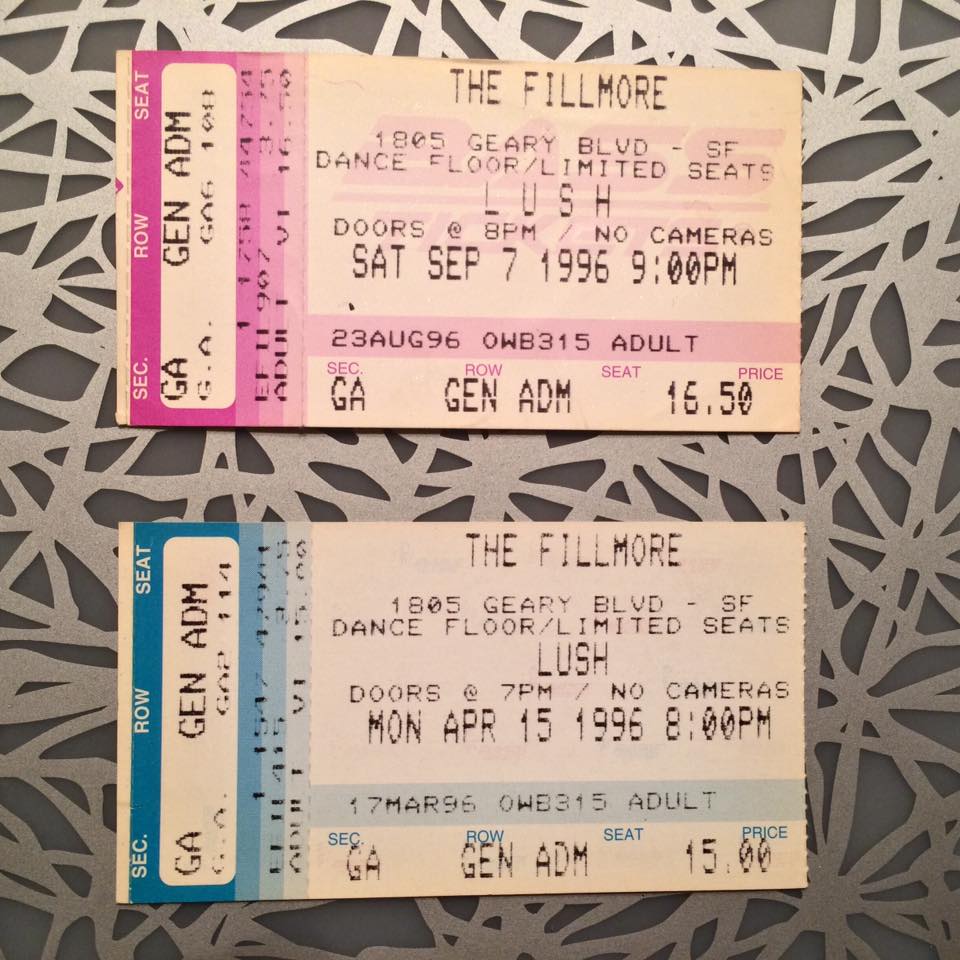 THE FILLMORE
1805 GEARY BLVD - SF
DANCE FLOOR/LIMITED SEATS
L U S H
DOORS @ 8PM / NO CAMERAS
SAT SEP 7 1996 9:00PM
23AUG96 OWB315 ADULT
SEC. ROW SEAT PRICE
GA GEN ADM 16.50
SEC. ROW SEAT
GA GEN ADM
G.A. GA6 108
THE FILLMORE
1805 GEARY BLVD - SF
DANCE FLOOR/LIMITED SEATS
LUSH
DOORS @ 7PM / NO CAMERAS
MON APR 15 1996 8:00PM
17MAR96 OWB315 ADULT
SEC. ROW SEAT PRICE
GA GEN ADM 15.00
SEC. ROW SEAT
GA GEN ADM
G.A. GA2 114